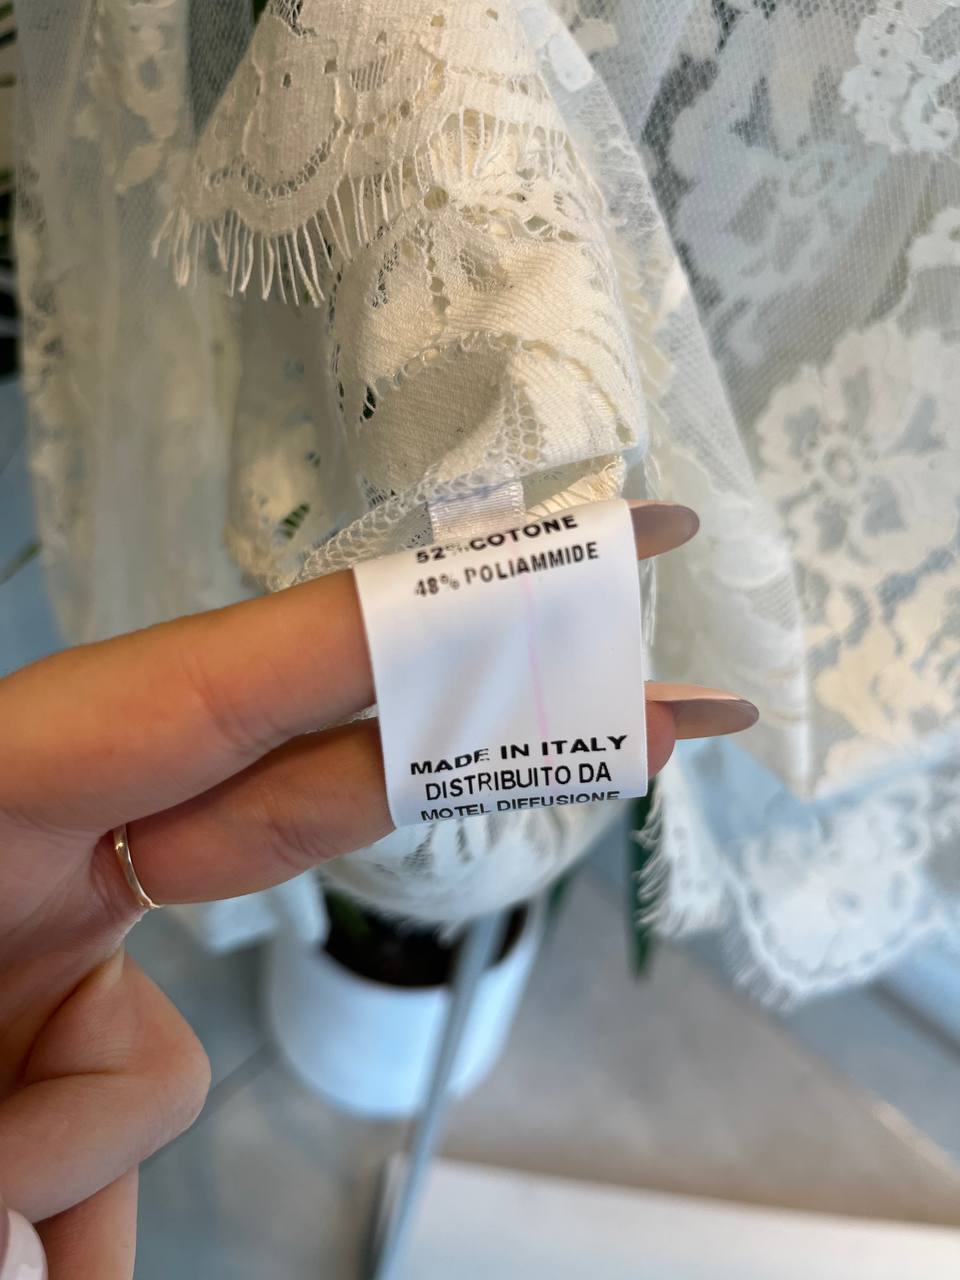 52% COTONE
48% POLIAMMIDE
MADE IN ITALY
DISTRIBUITO DA
MOTEL DIFFUSIONE